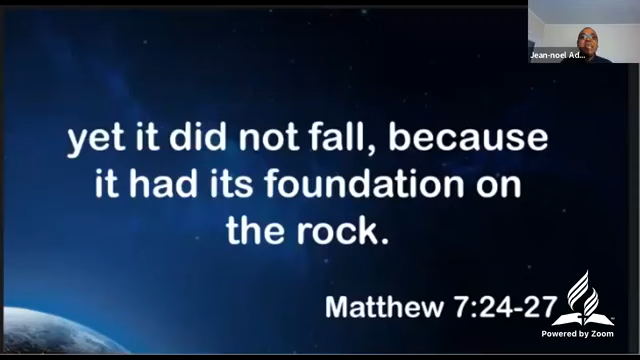 Jean-noel Ad...
yet it did not fall, because
it had its foundation on
the rock.
Matthew 7:24-27
Powered by Zoom